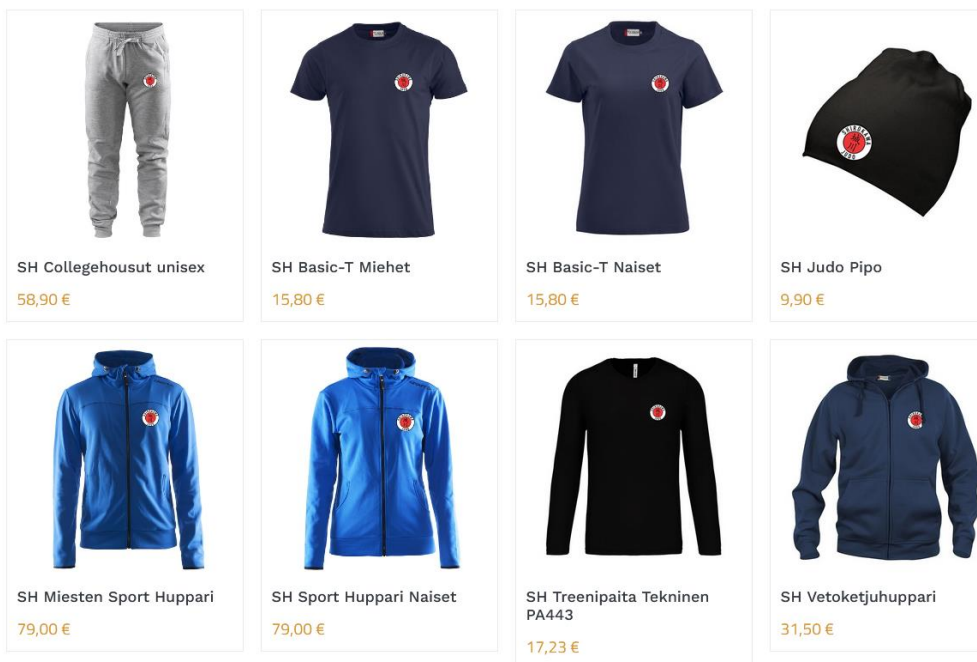 SH Collegehousut unisex
58,90 €
SH Basic-T Miehet
15,80 €
SH Basic-T Naiset
15,80 €
SHIROKAWA
JUDO
SH Judo Pipo
9,90 €
SH Miesten Sport Huppari
79,00 €
SH Sport Huppari Naiset
79,00 €
SH Treenipaita Tekninen
PA443
17,23 €
SH Vetoketjuhuppari
31,50 €